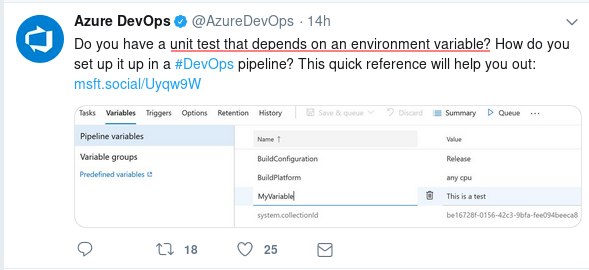 Azure DevOps @AzureDevOps · 14h
Do you have a unit test that depends on an environment variable? How do you
set up it up in a #DevOps pipeline? This quick reference will help you out:
msft.social/Uyqw9W
Tasks Variables Triggers Options Retention History Save & queue Discard Summary Queue ...
Pipeline variables
Variable groups
Predefined variables
Name ↑ Value
BuildConfiguration Release
BuildPlatform any cpu
MyVariable This is a test
system.collectionId be16728f-0156-42c3-9bfa-fee094beeca8
18 25